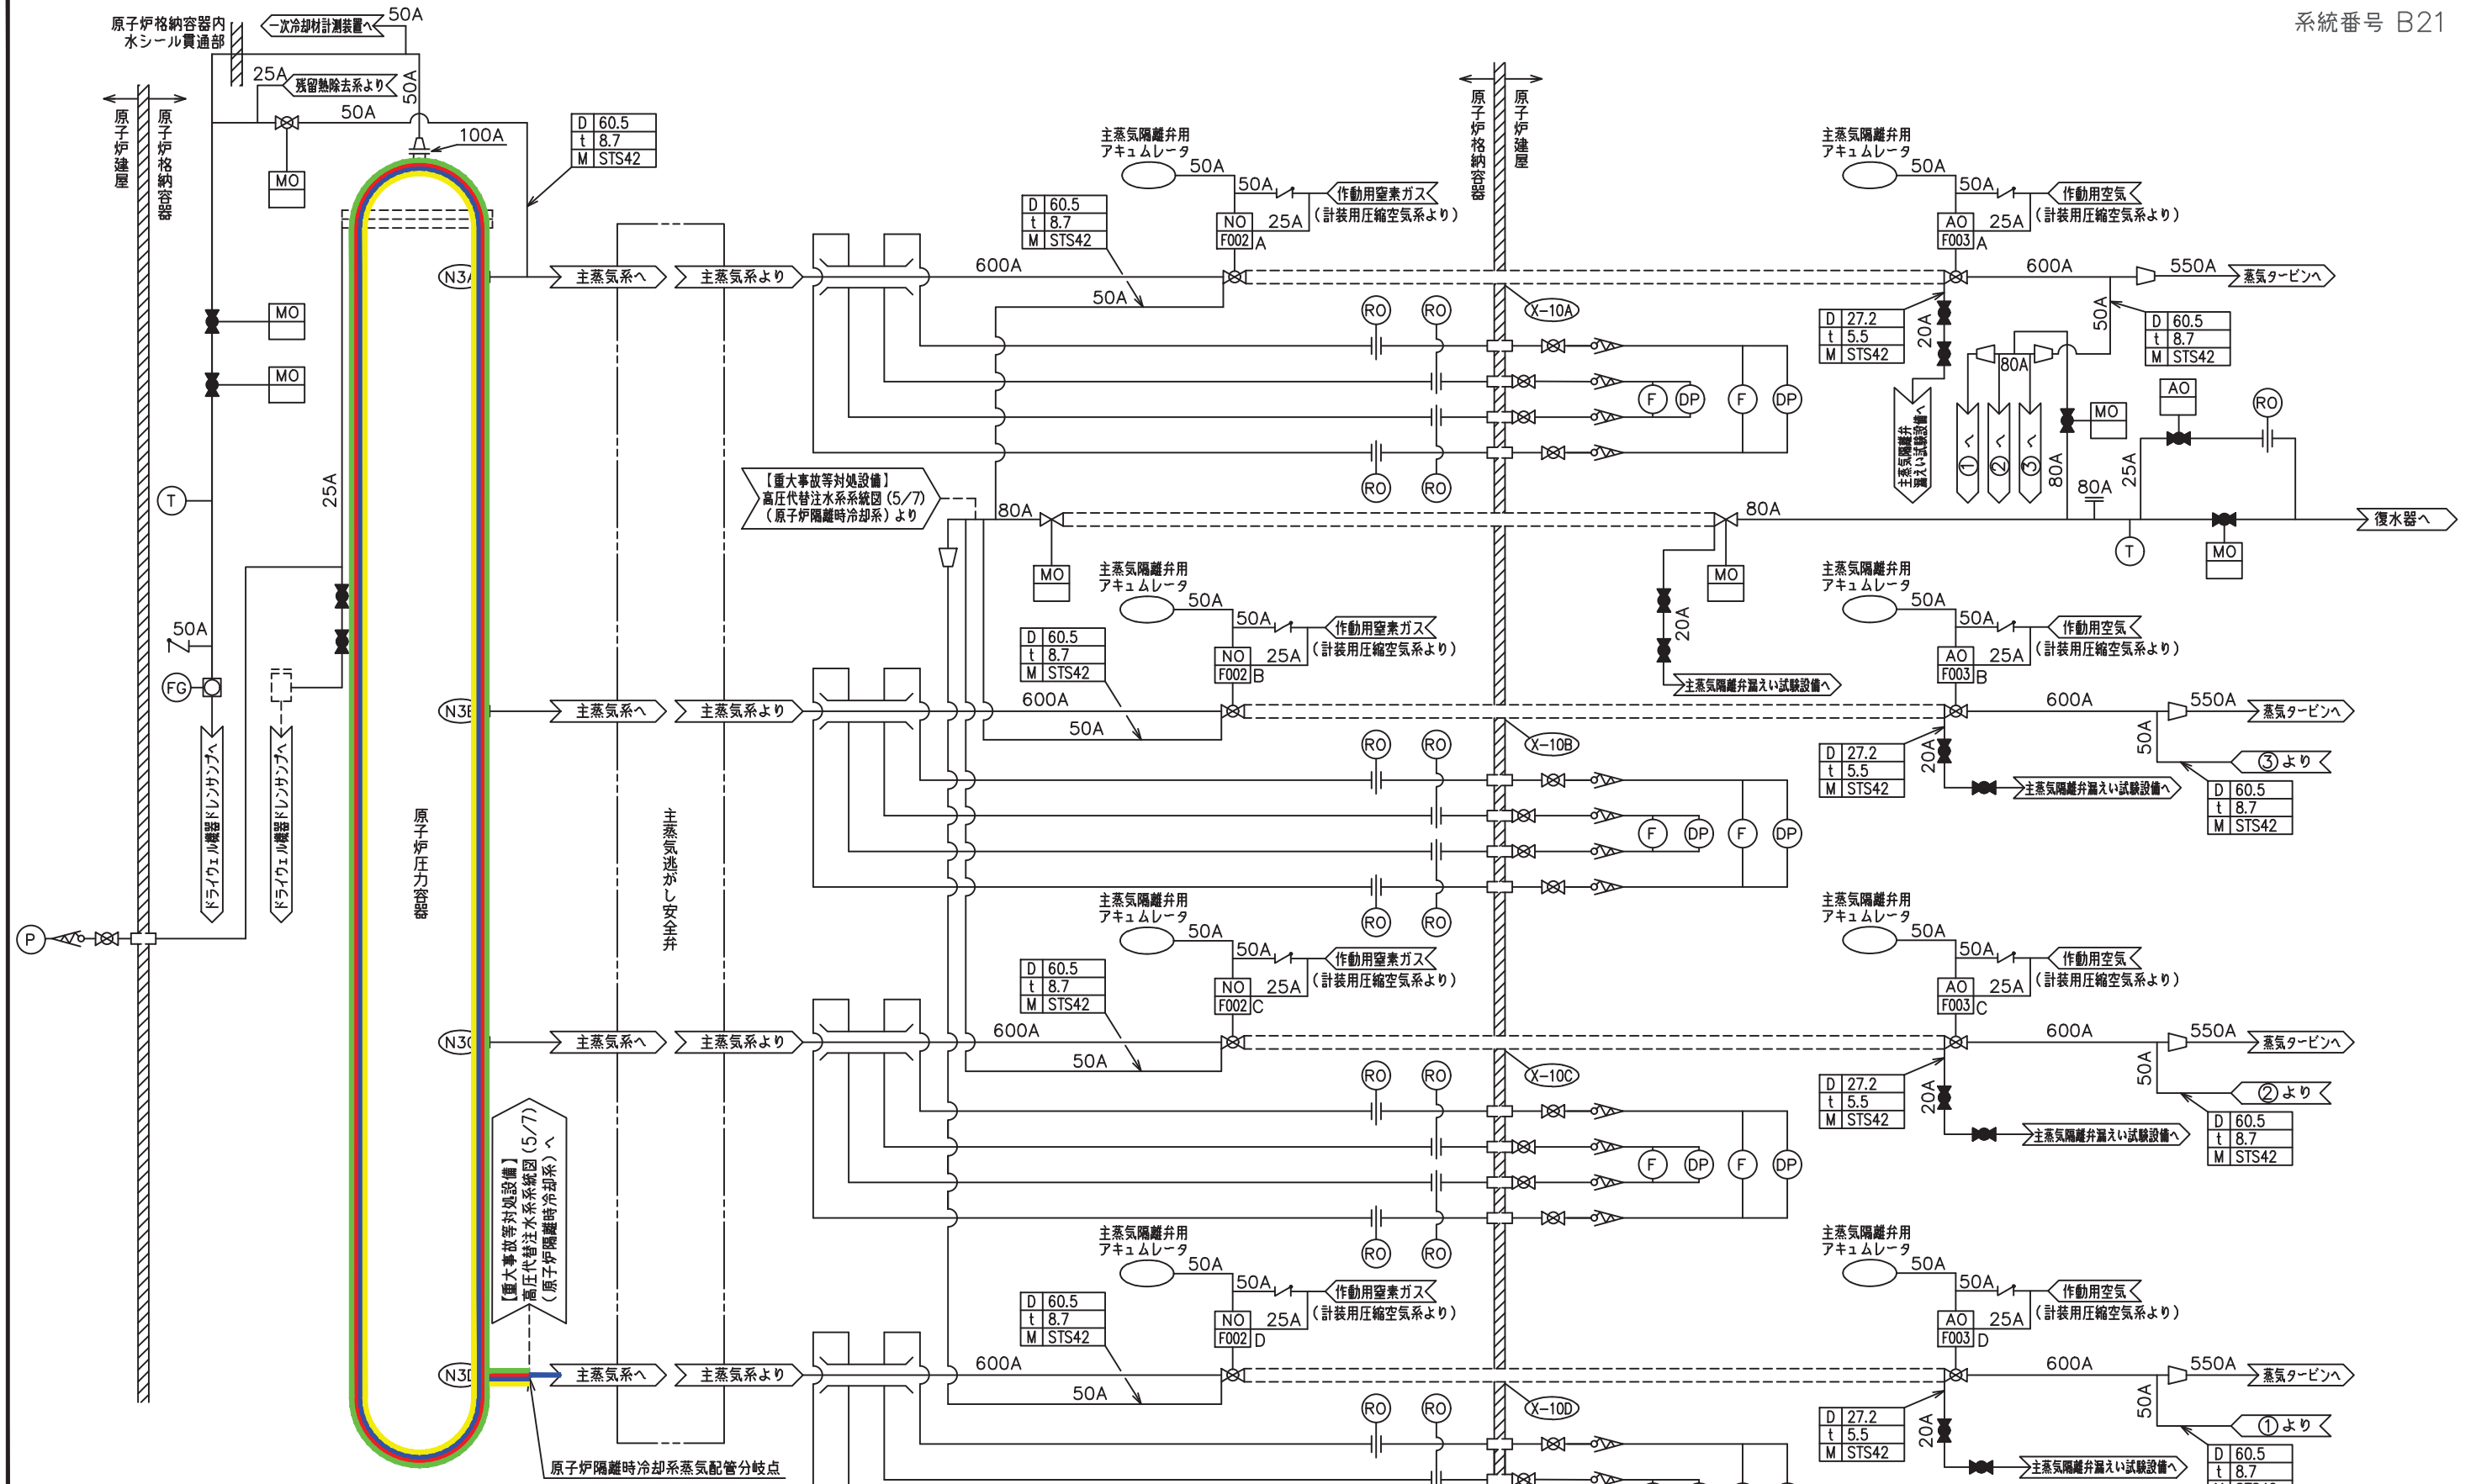 系統番号 B21
原子炉格納容器内
水シール貫通部
一次冷却材計測装置へ
50A
25A
残留熱除去系より
50A
50A
100A
原子炉建屋
原子炉格納容器
MO
D 60.5
t 8.7
M STS42
MO
MO
T
25A
50A
FG
ドライウェル機器ドレンサンプへ
ドライウェル機器ドレンサンプへ
P
原子炉圧力容器
主蒸気逃がし安全弁
原子炉格納容器
原子炉建屋
N3A
主蒸気系へ
主蒸気系より
600A
主蒸気隔離弁用
アキュムレータ
50A
50A
作動用窒素ガス
(計装用圧縮空気系より)
NO
F002 A
25A
D 60.5
t 8.7
M STS42
50A
X-10A
RO
RO
RO
RO
F
DP
F
DP
主蒸気隔離弁用
アキュムレータ
50A
50A
作動用空気
(計装用圧縮空気系より)
AO
F003 A
25A
600A
550A
蒸気タービンへ
D 27.2
t 5.5
M STS42
20A
50A
D 60.5
t 8.7
M STS42
80A
主蒸気隔離弁
漏えい試験設備へ
①へ
②へ
③へ
MO
80A
AO
RO
25A
80A
T
MO
復水器へ
【重大事故等対処設備】
高圧代替注水系系統図(5/7)
(原子炉隔離時冷却系)より
80A
MO
80A
MO
20A
主蒸気隔離弁漏えい試験設備へ
主蒸気系へ
主蒸気系より
600A
主蒸気隔離弁用
アキュムレータ
50A
50A
作動用窒素ガス
(計装用圧縮空気系より)
NO
F002 B
25A
D 60.5
t 8.7
M STS42
50A
X-10B
RO
RO
RO
RO
F
DP
F
DP
主蒸気隔離弁用
アキュムレータ
50A
50A
作動用空気
(計装用圧縮空気系より)
AO
F003 B
25A
600A
550A
蒸気タービンへ
D 27.2
t 5.5
M STS42
20A
主蒸気隔離弁漏えい試験設備へ
50A
③より
D 60.5
t 8.7
M STS42
主蒸気系へ
主蒸気系より
600A
主蒸気隔離弁用
アキュムレータ
50A
50A
作動用窒素ガス
(計装用圧縮空気系より)
NO
F002 C
25A
D 60.5
t 8.7
M STS42
50A
X-10C
RO
RO
RO
RO
F
DP
F
DP
主蒸気隔離弁用
アキュムレータ
50A
50A
作動用空気
(計装用圧縮空気系より)
AO
F003 C
25A
600A
550A
蒸気タービンへ
D 27.2
t 5.5
M STS42
20A
主蒸気隔離弁漏えい試験設備へ
50A
②より
D 60.5
t 8.7
M STS42
【重大事故等対処設備】
高圧代替注水系系統図(5/7)
(原子炉隔離時冷却系)へ
主蒸気系へ
主蒸気系より
600A
主蒸気隔離弁用
アキュムレータ
50A
50A
作動用窒素ガス
(計装用圧縮空気系より)
NO
F002 D
25A
D 60.5
t 8.7
M STS42
50A
X-10D
RO
RO
主蒸気隔離弁用
アキュムレータ
50A
50A
作動用空気
(計装用圧縮空気系より)
AO
F003 D
25A
600A
550A
蒸気タービンへ
D 27.2
t 5.5
M STS42
20A
主蒸気隔離弁漏えい試験設備へ
50A
①より
D 60.5
t 8.7
原子炉隔離時冷却系蒸気配管分岐点